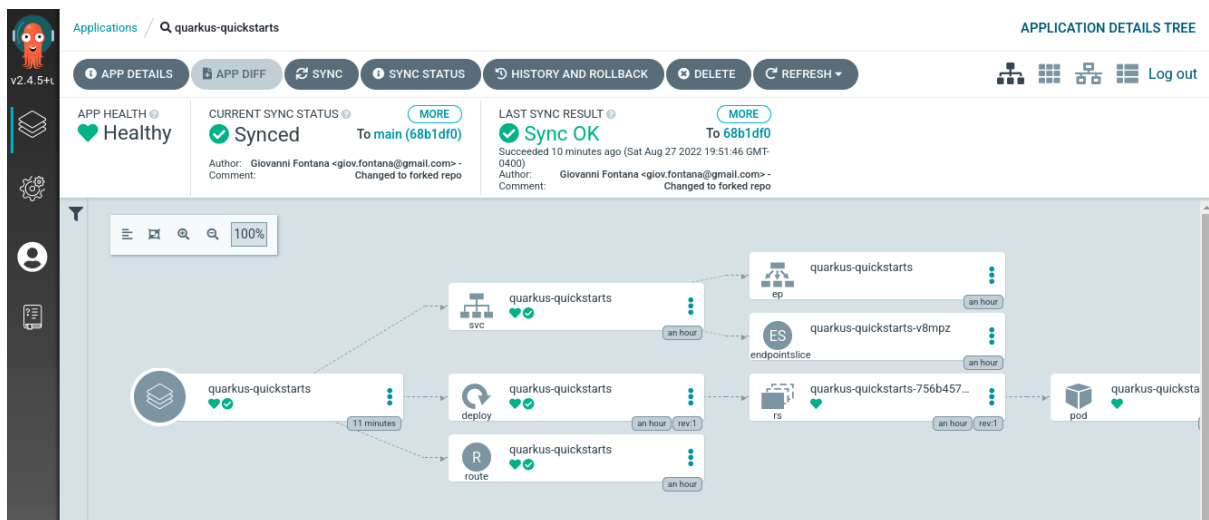 Applications / quarkus-quickstarts
APPLICATION DETAILS TREE
v2.4.5+
APP DETAILS
APP DIFF
SYNC
SYNC STATUS
HISTORY AND ROLLBACK
DELETE
REFRESH
Log out
APP HEALTH
Healthy
CURRENT SYNC STATUS
MORE
Synced
To main (68b1df0)
Author: Giovanni Fontana <giov.fontana@gmail.com> -
Comment: Changed to forked repo
LAST SYNC RESULT
MORE
Sync OK
To 68b1df0
Succeeded 10 minutes ago (Sat Aug 27 2022 19:51:46 GMT-
0400)
Author: Giovanni Fontana <giov.fontana@gmail.com> -
Comment: Changed to forked repo
100%
quarkus-quickstarts
ep
an hour
quarkus-quickstarts
svc
an hour
ES
quarkus-quickstarts-v8mpz
endpointslice
an hour
quarkus-quickstarts
11 minutes
quarkus-quickstarts
deploy
an hour
rev:1
quarkus-quickstarts-756b457...
rs
an hour
rev:1
quarkus-quicksta
pod
R
quarkus-quickstarts
route
an hour